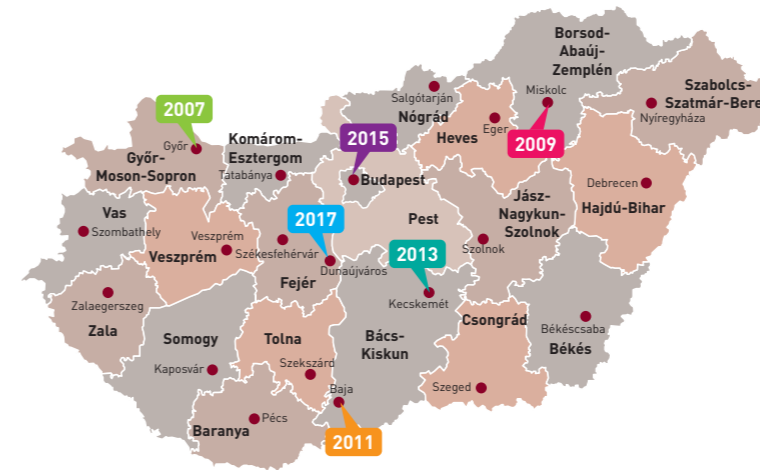 Borsod-
Abaúj-
Zemplén
Salgótarján
Miskolc
Szabolcs-
Szatmár-Bere
Nyíregyháza
2007
Nógrád
Heves
Eger
2009
Győr
Komárom-
Esztergom
2015
Győr-
Moson-Sopron
Tatabánya
Budapest
Debrecen
Hajdú-Bihar
Jász-
Nagykun-
Szolnok
Vas
Szombathely
Veszprém
Veszprém
2017
Pest
Székesfehérvár
Szolnok
Fejér
Dunaújváros
2013
Zalaegerszeg
Kecskemét
Zala
Somogy
Tolna
Bács-
Kiskun
Csongrád
Békéscsaba
Békés
Kaposvár
Szekszárd
Baja
Szeged
Pécs
Baranya
2011